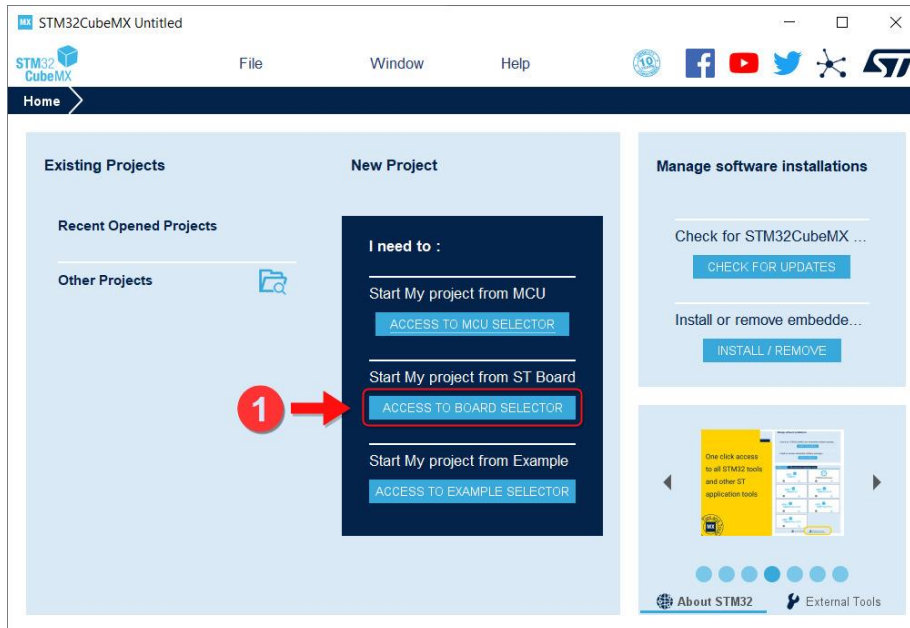 STM32CubeMX Untitled
STM32
CubeMX
File
Window
Help
10
Home
Existing Projects
Recent Opened Projects
Other Projects
New Project
I need to :
Start My project from MCU
ACCESS TO MCU SELECTOR
Start My project from ST Board
1
ACCESS TO BOARD SELECTOR
Start My project from Example
ACCESS TO EXAMPLE SELECTOR
Manage software installations
Check for STM32CubeMX ...
CHECK FOR UPDATES
Install or remove embedde...
INSTALL / REMOVE
One click access
to all STM32 tools
and other ST
application tools
MX
About STM32
External Tools